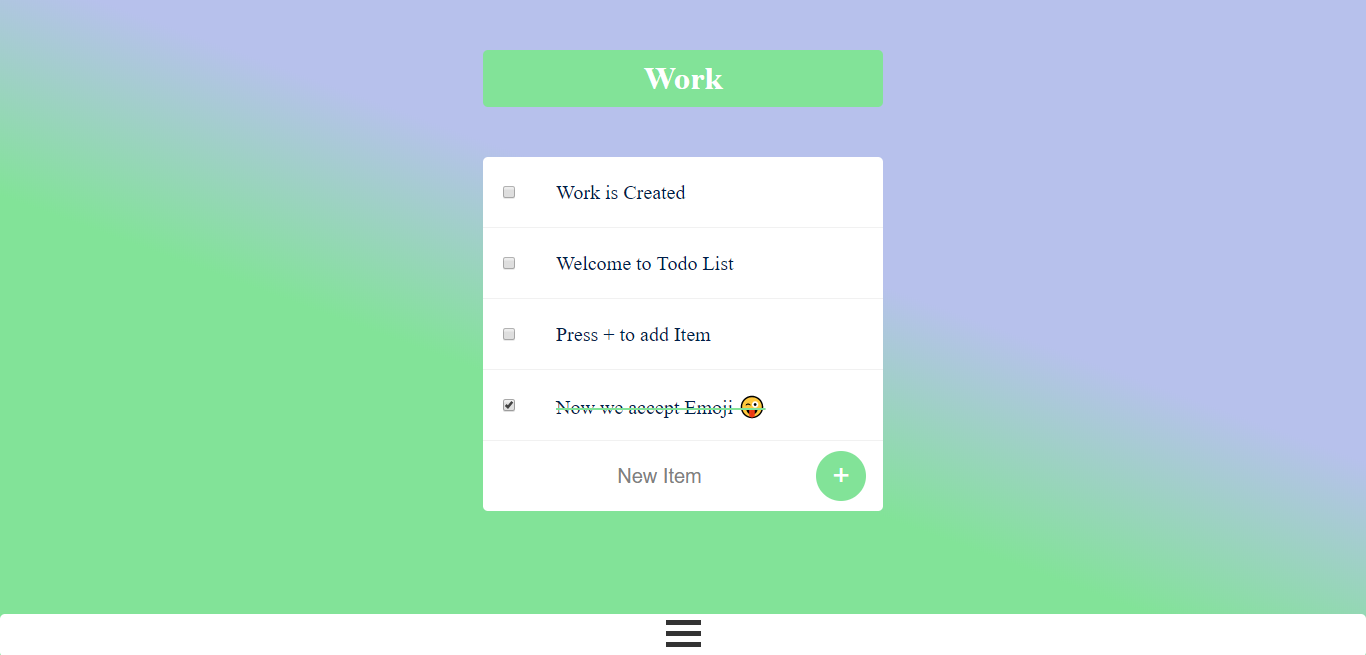 Work
Work is Created
Welcome to Todo List
Press + to add Item
Now we accept Emoji 😜
New Item
+